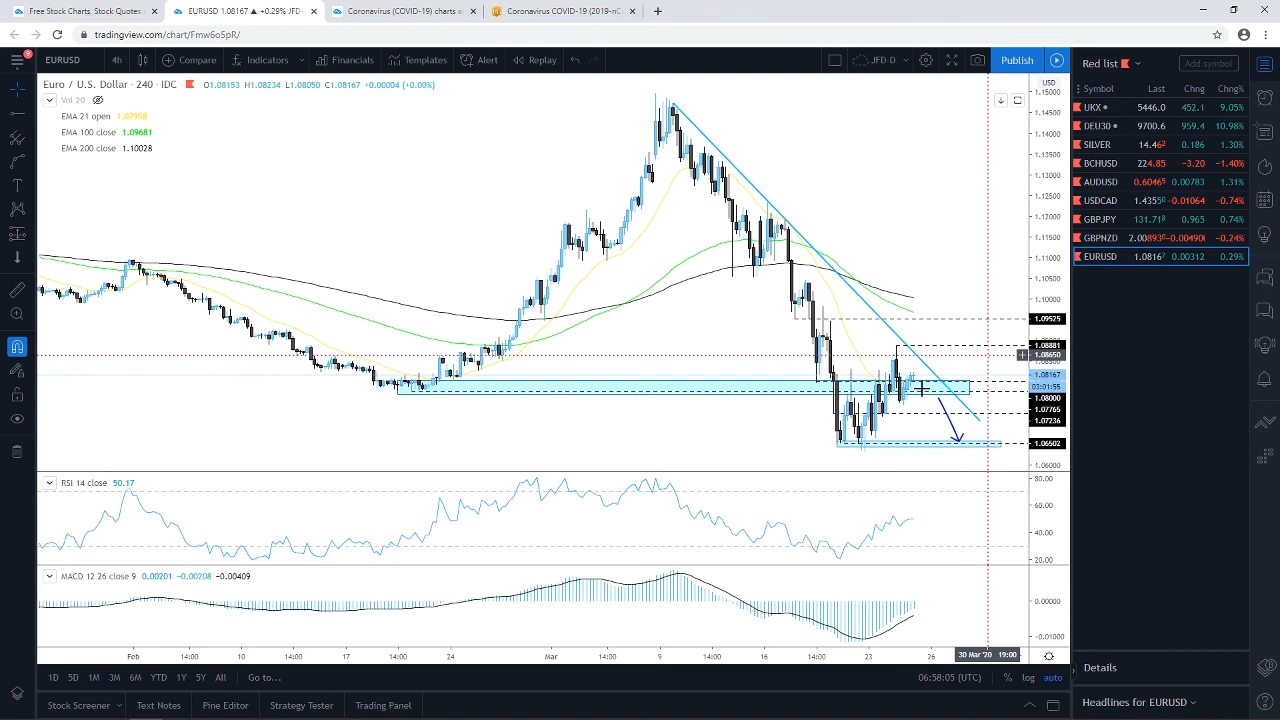 Free Stock Charts, Stock Quotes
EURUSD 1.08167 ▲ +0.29% JFD-
Coronavirus (COVID-19) charts a
Coronavirus COVID-19 (2019-nC
tradingview.com/chart/Fmw6oSpR/
9
EURUSD 4h Compare Indicators Financials Templates Alert Replay JFD-D Publish
Red list Add symbol
Euro / U.S. Dollar · 240 · IDC O1.08153 H1.08234 L1.08050 C1.08167 +0.00004 (+0.00%)
Vol 20
EMA 21 open 1.07958
EMA 100 close 1.09681
EMA 200 close 1.10028
USD
1.15000
1.14500
1.14000
1.13500
1.13000
1.12500
1.12000
1.11500
1.11000
1.10500
1.10000
1.09525
1.08881
1.08650
1.08167
03:01:55
1.08000
1.07765
1.07236
1.06502
1.06000
Symbol Last Chng Chng%
UKX 5446.0 452.1 9.05%
DEU30 9700.6 959.4 10.98%
SILVER 14.462 0.186 1.30%
BCHUSD 224.85 −3.20 −1.40%
AUDUSD 0.60465 0.00783 1.31%
USDCAD 1.43550 −0.01064 −0.74%
GBPJPY 131.718 0.965 0.74%
GBPNZD 2.00893 −0.00490 −0.24%
EURUSD 1.08167 0.00312 0.29%
RSI 14 close 50.17
80.00
60.00
40.00
20.00
MACD 12 26 close 9 0.00201 −0.00208 −0.00409
0.00000
−0.01000
Feb 14:00 10 14:00 17 14:00 24 Mar 14:00 9 14:00 16 14:00 23 26 30 Mar '20 19:00
1D 5D 1M 3M 6M YTD 1Y 5Y All Go to... 06:58:05 (UTC) % log auto
Details
Stock Screener Text Notes Pine Editor Strategy Tester Trading Panel
Headlines for EURUSD